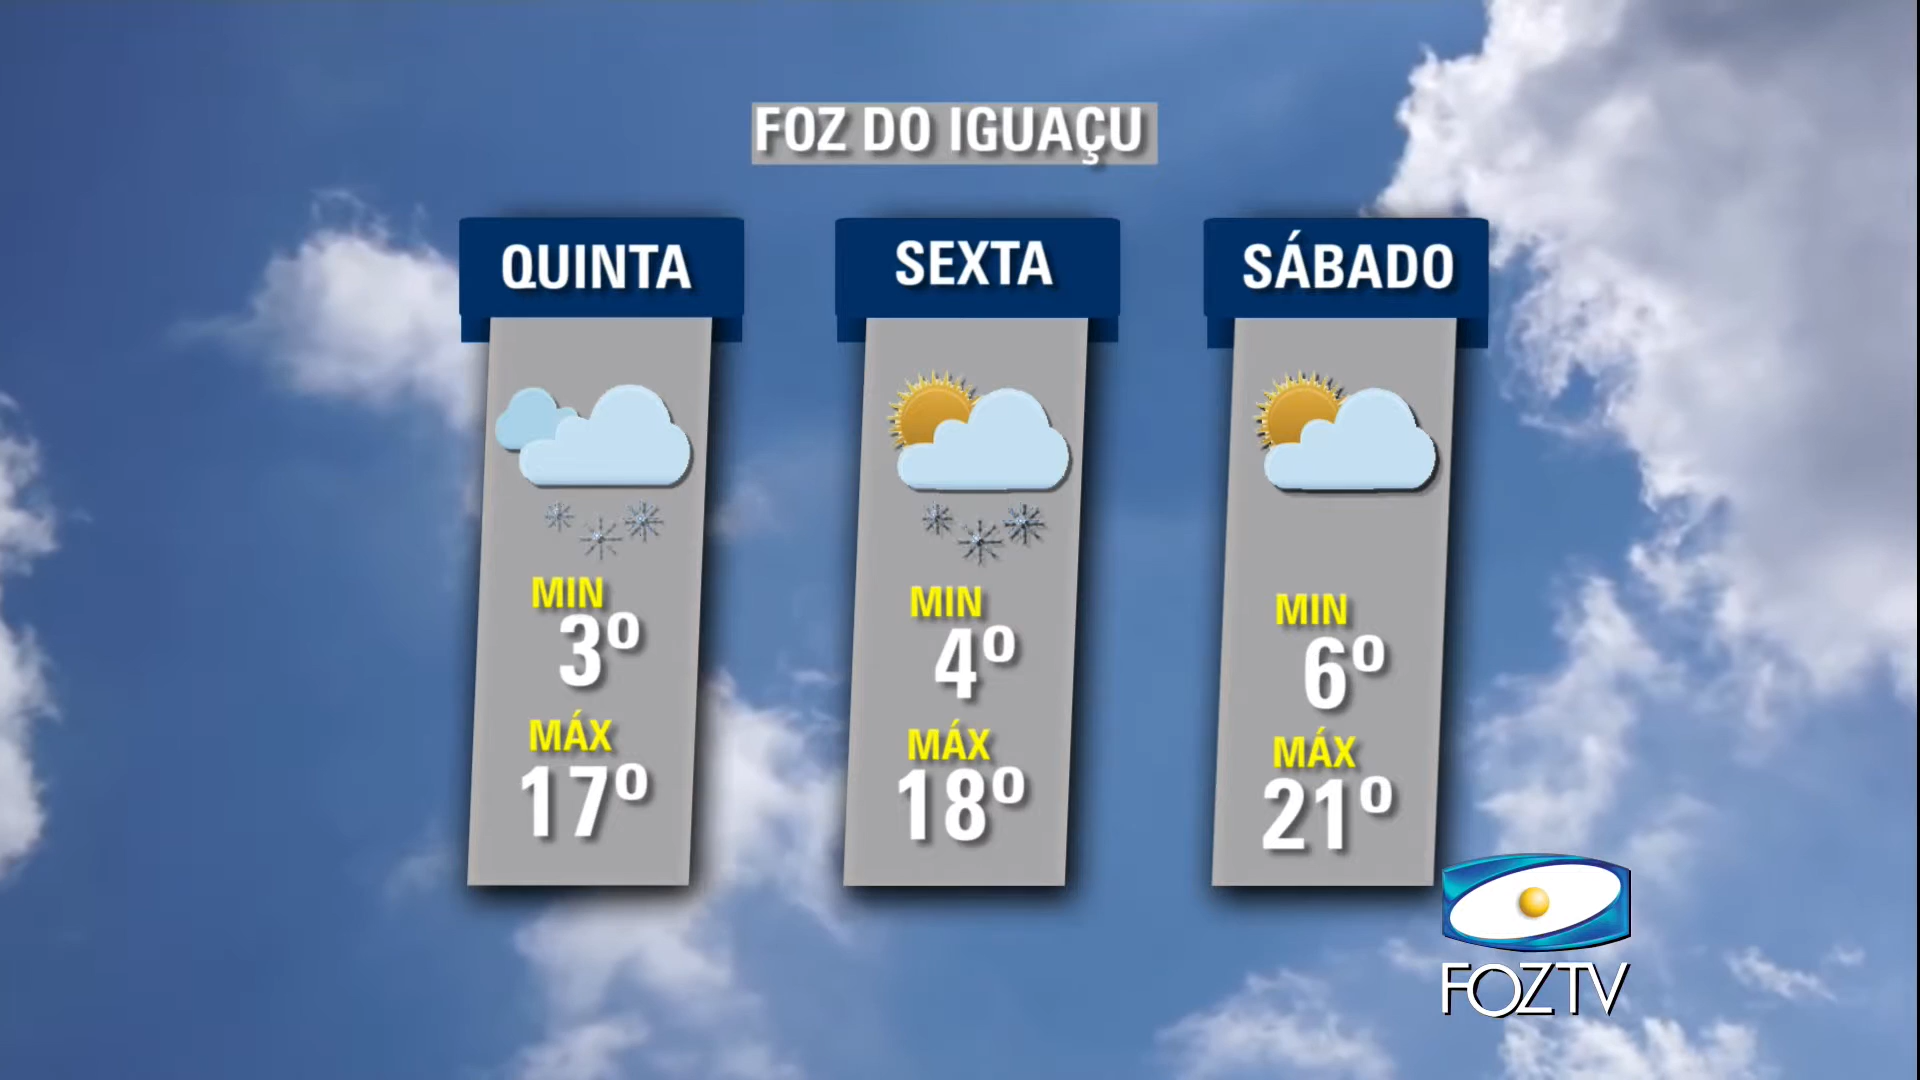 FOZ DO IGUAÇU
QUINTA
MIN
3º
MÁX
17º
SEXTA
MIN
4º
MÁX
18º
SÁBADO
MIN
6º
MÁX
21º
FOZTV